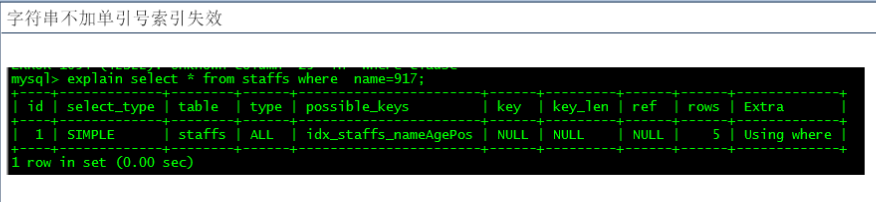 字符串不加单引号索引失效
mysql> explain select * from staffs where  name=917;
+----+-------------+--------+------+-----------------------+------+---------+------+------+-------------+
| id | select_type | table  | type | possible_keys         | key  | key_len | ref  | rows | Extra       |
+----+-------------+--------+------+-----------------------+------+---------+------+------+-------------+
|  1 | SIMPLE      | staffs | ALL  | idx_staffs_nameAgePos | NULL | NULL    | NULL |    5 | Using where |
+----+-------------+--------+------+-----------------------+------+---------+------+------+-------------+
1 row in set (0.00 sec)